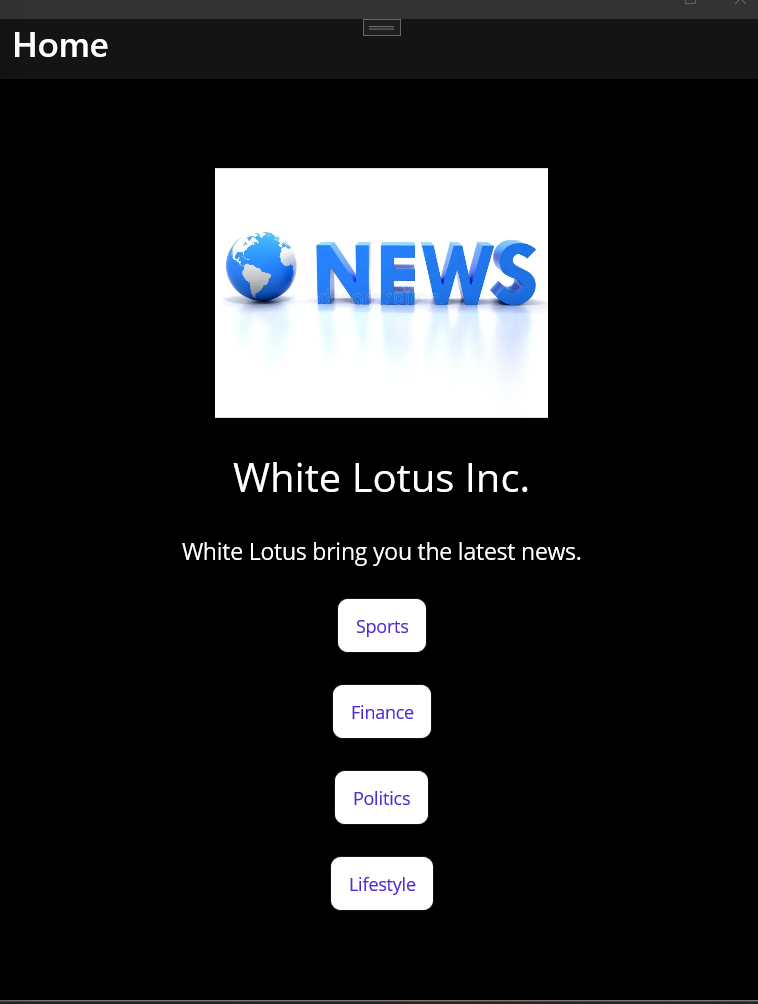 Home
NEWS
White Lotus Inc.
White Lotus bring you the latest news.
Sports
Finance
Politics
Lifestyle